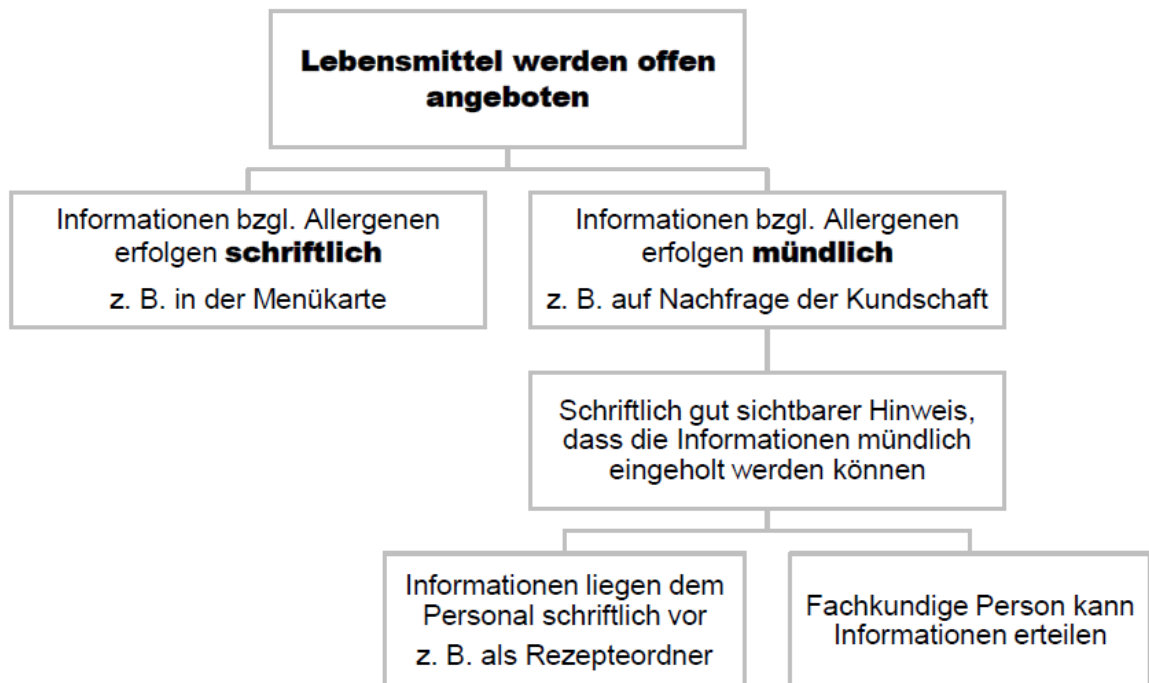 Lebensmittel werden offen
angeboten
Informationen bzgl. Allergenen
erfolgen schriftlich
z. B. in der Menükarte
Informationen bzgl. Allergenen
erfolgen mündlich
z. B. auf Nachfrage der Kundschaft
Schriftlich gut sichtbarer Hinweis,
dass die Informationen mündlich
eingeholt werden können
Informationen liegen dem
Personal schriftlich vor
z. B. als Rezepteordner
Fachkundige Person kann
Informationen erteilen